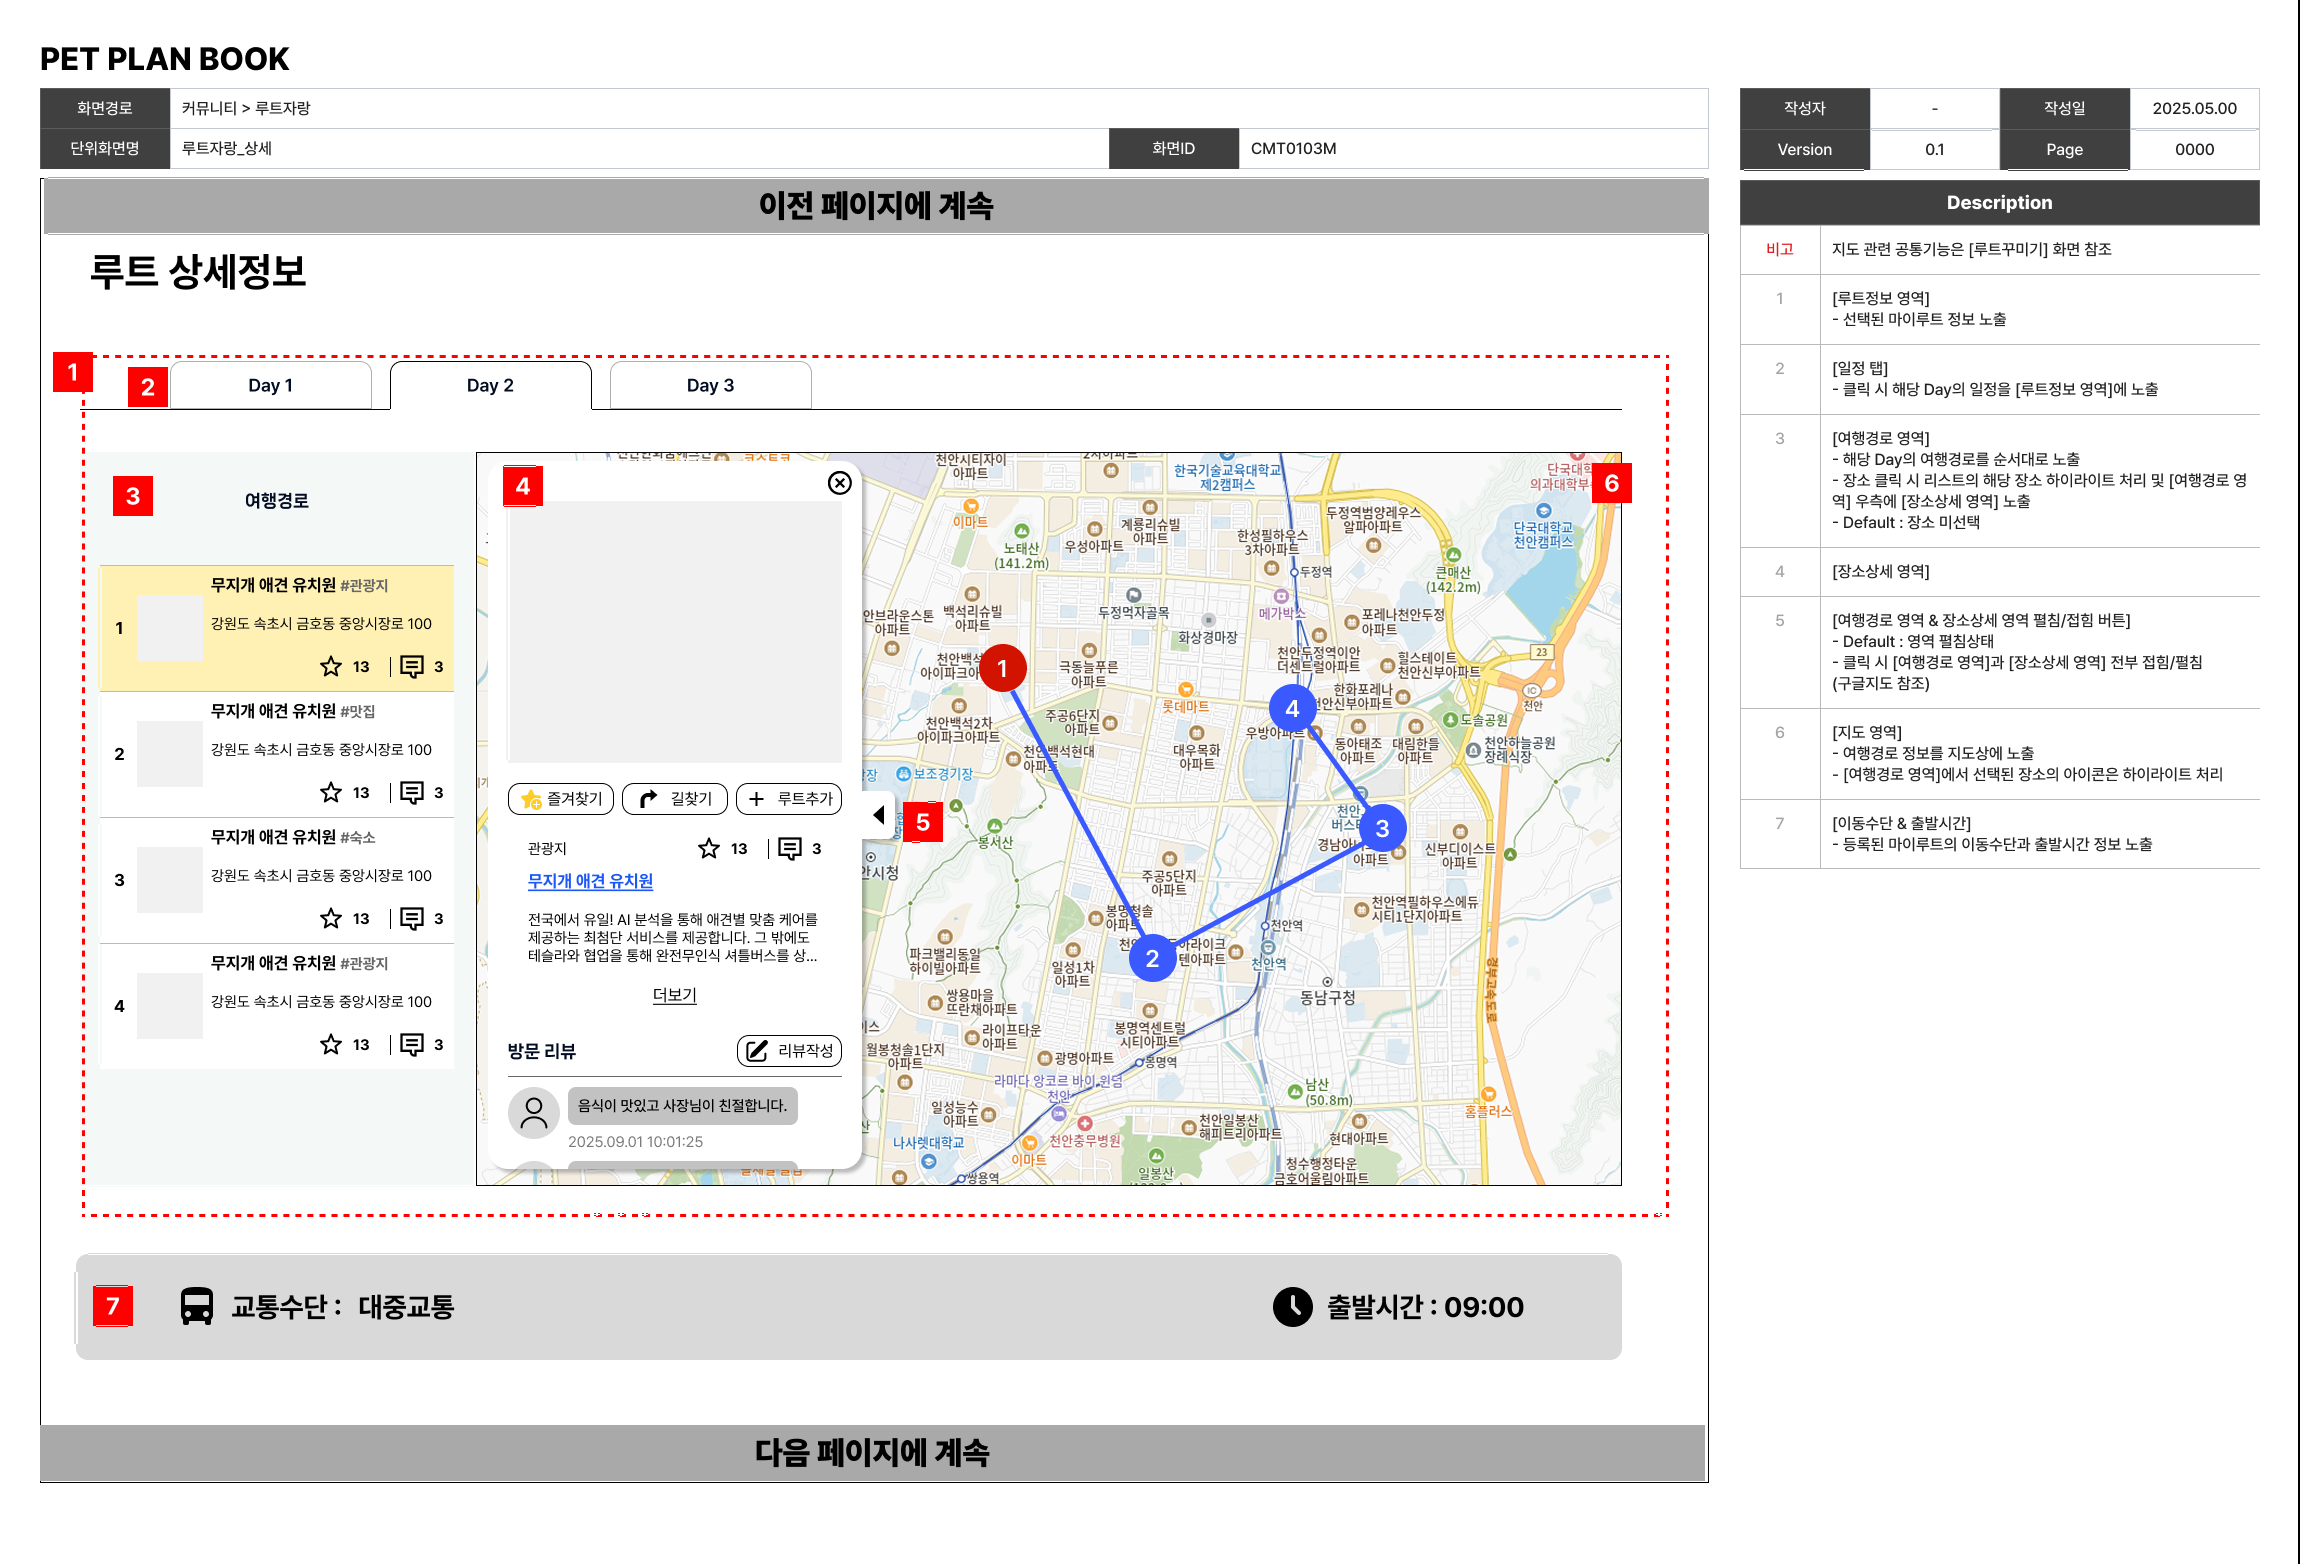 PET PLAN BOOK
화면경로 커뮤니티 > 루트자랑
단위화면명 루트자랑_상세 화면ID CMT0103M
작성자 - 작성일 2025.05.00
Version 0.1 Page 0000
이전 페이지에 계속
루트 상세정보
1
2
Day 1 Day 2 Day 3
3
여행경로
1
무지개 애견 유치원 #관광지
강원도 속초시 금호동 중앙시장로 100
13 3
2
무지개 애견 유치원 #맛집
강원도 속초시 금호동 중앙시장로 100
13 3
3
무지개 애견 유치원 #숙소
강원도 속초시 금호동 중앙시장로 100
13 3
4
무지개 애견 유치원 #관광지
강원도 속초시 금호동 중앙시장로 100
13 3
4
즐겨찾기 길찾기 루트추가
5
관광지 13 3
무지개 애견 유치원
전국에서 유일! AI 분석을 통해 애견별 맞춤 케어를
제공하는 최첨단 서비스를 제공합니다. 그 밖에도
테슬라와 협업을 통해 완전무인식 셔틀버스를 상...
더보기
방문 리뷰 리뷰작성
음식이 맛있고 사장님이 친절합니다.
2025.09.01 10:01:25
6
천안시티자이
아파트
한국기술교육대학교
제2캠퍼스
단국대학
의과대학부
이마트
노태산
(141.2m)
우성아파트
계룡리슈빌
아파트
한성필하우스
3차아파트
두정역범양레우스
알파아파트
단국대학교
천안캠퍼스
두정역
큰매산
(142.2m)
백석리슈빌
아파트
두정먹자골목
화상경마장
메가박스
포레나천안두정
아파트
극동늘푸른
아파트
천안두정역이안
더센트럴아파트
힐스테이트
천안신부아파트
23
IC
천안
1
4
롯데마트
한화포레나
천안신부아파트
천안백석2차
아이파크아파트
주공6단지
아파트
도솔공원
우방아파트
동아태조
아파트
대림한들
아파트
천안하늘공원
장례식장
대우목화
아파트
천안백석현대
아파트
보조경기장
봉서산
3
신부디이스트
아파트
주공5단지
아파트
천안역필하우스에듀
시티1단지아파트
봉명청솔
아파트
천안역
2
파크밸리동일
하이빌아파트
일성1차
아파트
천안역
동남구청
쌍용마을
뜨란채아파트
라이프타운
아파트
봉명역센트럴
시티아파트
경부고속도로
월봉청솔1단지
아파트
광명아파트
봉명역
라마다 앙코르 바이 윈덤
천안
남산
(50.8m)
홈플러스
일성능수
아파트
천안충무병원
천안일봉산
해피트리아파트
현대아파트
나사렛대학교
이마트
일봉산
청수행정타운
금호어울림아파트
쌍용역
7
교통수단 : 대중교통 출발시간 : 09:00
다음 페이지에 계속
Description
비고 지도 관련 공통기능은 [루트꾸미기] 화면 참조
1 [루트정보 영역]
- 선택된 마이루트 정보 노출
2 [일정 탭]
- 클릭 시 해당 Day의 일정을 [루트정보 영역]에 노출
3 [여행경로 영역]
- 해당 Day의 여행경로를 순서대로 노출
- 장소 클릭 시 리스트의 해당 장소 하이라이트 처리 및 [여행경로 영
역] 우측에 [장소상세 영역] 노출
- Default : 장소 미선택
4 [장소상세 영역]
5 [여행경로 영역 & 장소상세 영역 펼침/접힘 버튼]
- Default : 영역 펼침상태
- 클릭 시 [여행경로 영역]과 [장소상세 영역] 전부 접힘/펼침
(구글지도 참조)
6 [지도 영역]
- 여행경로 정보를 지도상에 노출
- [여행경로 영역]에서 선택된 장소의 아이콘은 하이라이트 처리
7 [이동수단 & 출발시간]
- 등록된 마이루트의 이동수단과 출발시간 정보 노출